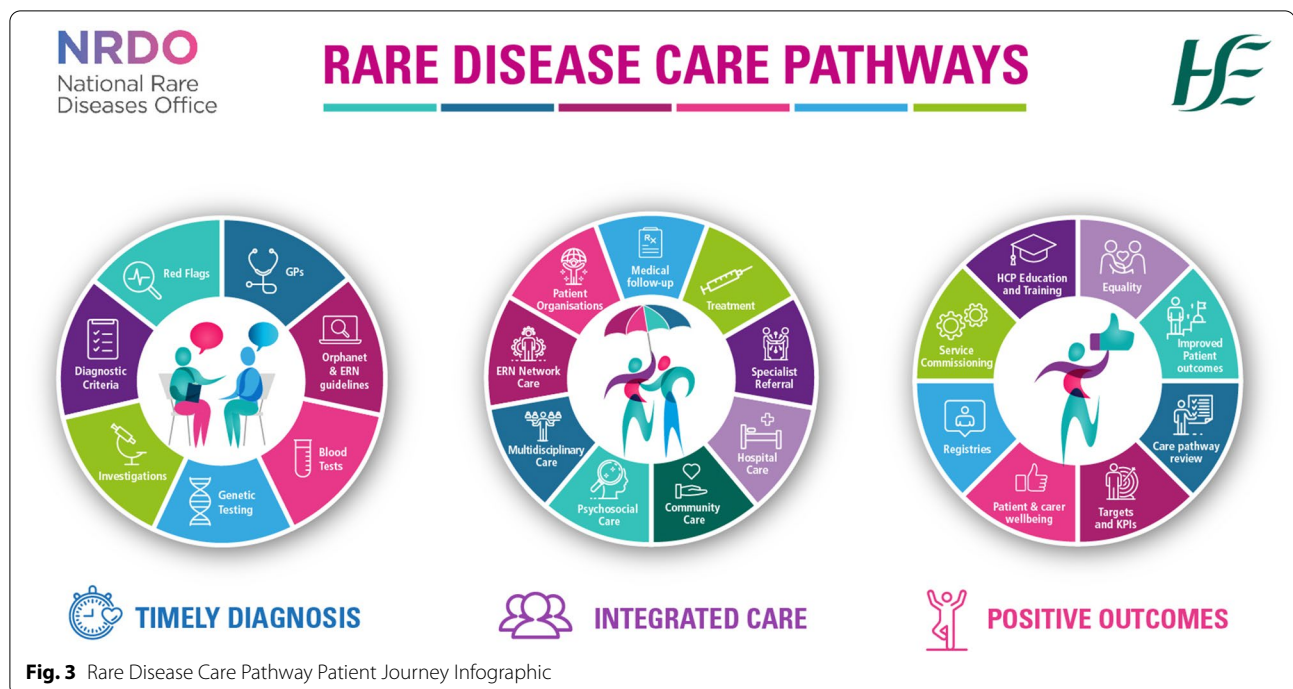 NRDO
National Rare
Diseases Office
RARE DISEASE CARE PATHWAYS
HSE
Red Flags
GPs
Orphanet
& ERN
guidelines
Blood
Tests
Genetic
Testing
Investigations
Diagnostic
Criteria
TIMELY DIAGNOSIS
Rx
Medical
follow-up
Treatment
Specialist
Referral
Hospital
Care
Community
Care
Psychosocial
Care
Multidisciplinary
Care
ERN Network
Care
Patient
Organisations
INTEGRATED CARE
HCP Education
and Training
Equality
Improved
Patient
outcomes
Care pathway
review
Targets
and KPIs
Patient & carer
wellbeing
Registries
Service
Commissioning
POSITIVE OUTCOMES
Fig. 3 Rare Disease Care Pathway Patient Journey Infographic